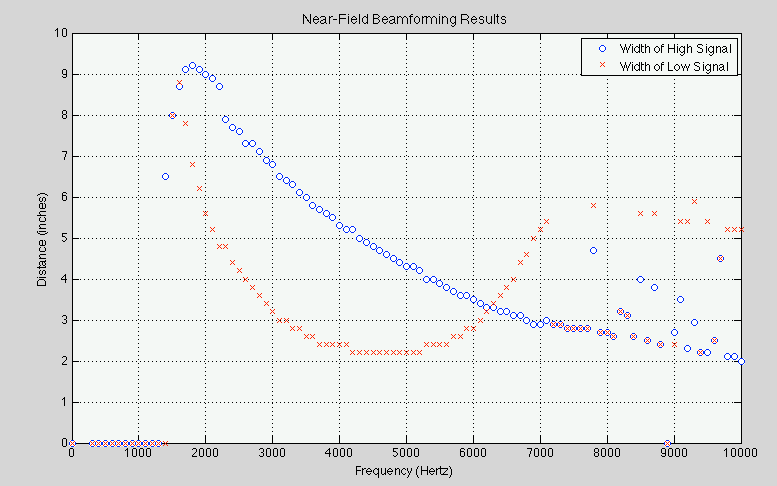 Near-Field Beamforming Results
10
9
8
7
6
5
4
3
2
1
0
Distance (inches)
Width of High Signal
Width of Low Signal
0 1000 2000 3000 4000 5000 6000 7000 8000 9000 10000
Frequency (Hertz)